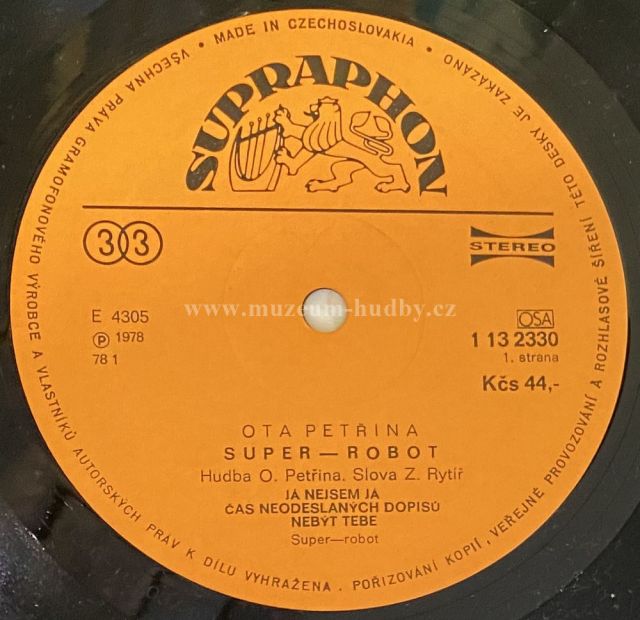 VŠECHNA PRÁVA GRAMOFONOVÉHO VÝROBCE A VLASTNÍKŮ AUTORSKÝCH PRÁV K DÍLU VYHRAŽENA . POŘIZOVÁNÍ KOPIÍ , VEŘEJNÉ PROVOZOVÁNÍ A ROZHLASOVÉ ŠÍŘENÍ TÉTO DESKY JE ZAKÁZÁNO • MADE IN CZECHOSLOVAKIA •
SUPRAPHON
33
STEREO
www.muzeum-hudby.cz
E 4305
Ⓟ 1978
78 1
OSA
1 13 2330
1. strana
Kčs 44,-
OTA PETŘINA
SUPER — ROBOT
Hudba O. Petřina. Slova Z. Rytíř
JÁ NEJSEM JÁ
ČAS NEODESLANÝCH DOPISŮ
NEBÝT TEBE
Super—robot